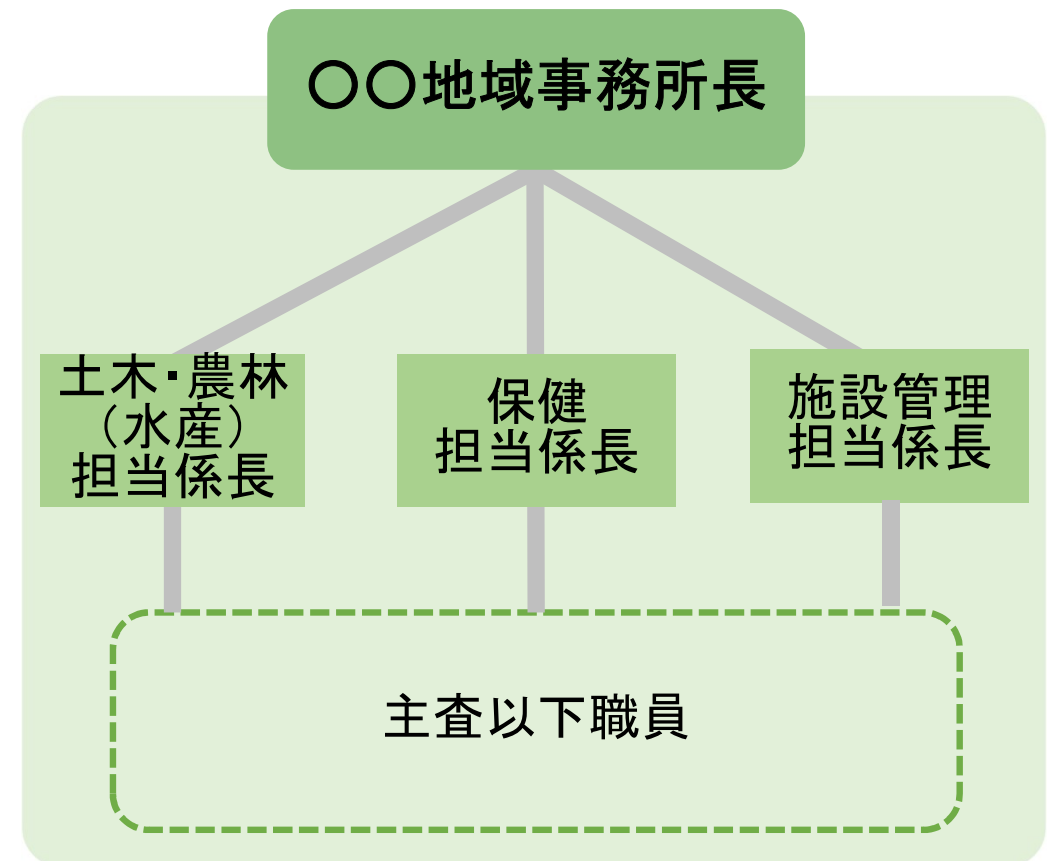 〇〇地域事務所長
土木・農林
（水産）
担当係長
保健
担当係長
施設管理
担当係長
主査以下職員